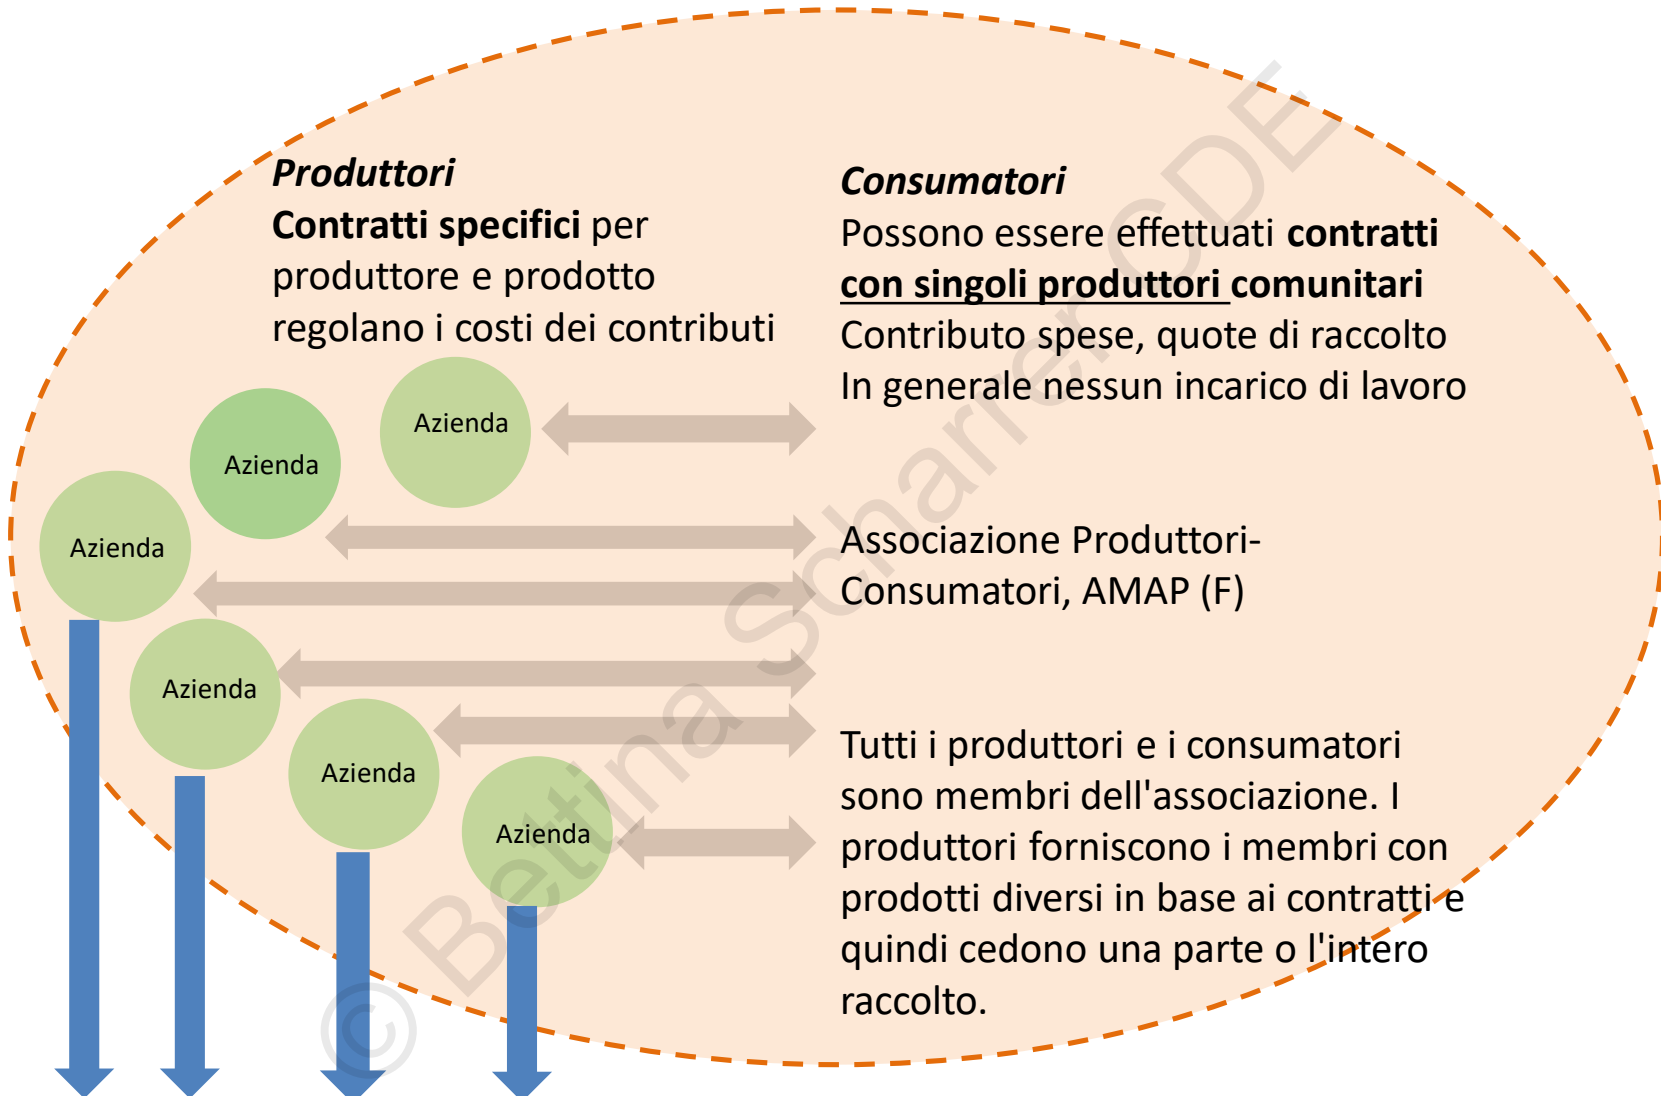 Produttori
Contratti specifici per
produttore e prodotto
regolano i costi dei contributi
Consumatori
Possono essere effettuati contratti
con singoli produttori comunitari
Contributo spese, quote di raccolto
In generale nessun incarico di lavoro
Azienda
Azienda
Azienda
Azienda
Azienda
Azienda
Associazione Produttori-
Consumatori, AMAP (F)
Tutti i produttori e i consumatori
sono membri dell'associazione. I
produttori forniscono i membri con
prodotti diversi in base ai contratti e
quindi cedono una parte o l'intero
raccolto.
© Bettina Scharrer CDE